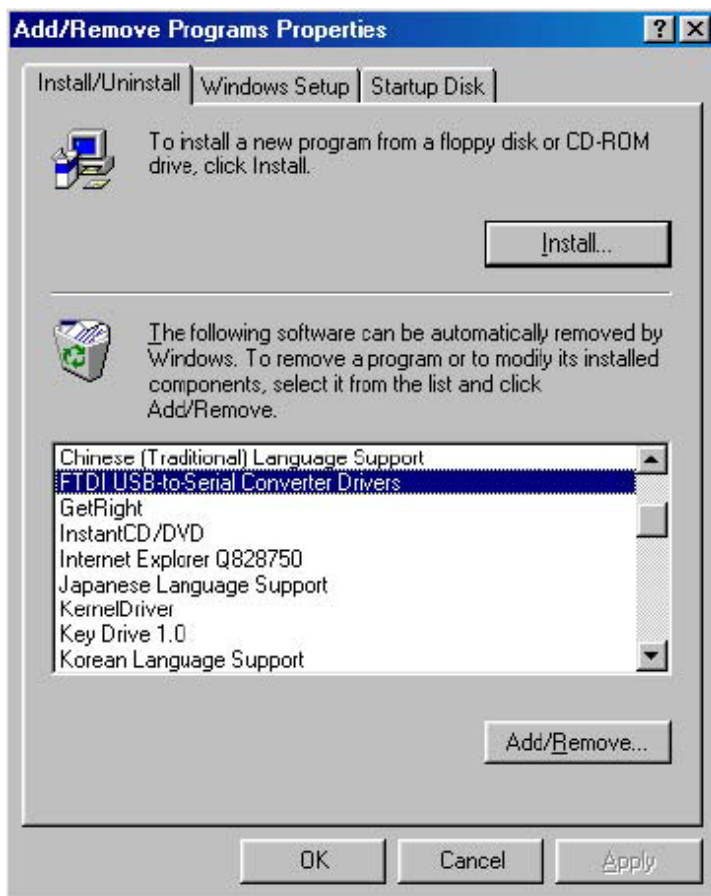 Add/Remove Programs Properties
Install/Uninstall
Windows Setup
Startup Disk
To install a new program from a floppy disk or CD-ROM
drive, click Install.
Install...
The following software can be automatically removed by
Windows. To remove a program or to modify its installed
components, select it from the list and click
Add/Remove.
Chinese (Traditional) Language Support
FTDI USB-to-Serial Converter Drivers
GetRight
InstantCD/DVD
Internet Explorer Q828750
Japanese Language Support
KernelDriver
Key Drive 1.0
Korean Language Support
Add/Remove...
OK
Cancel
Apply